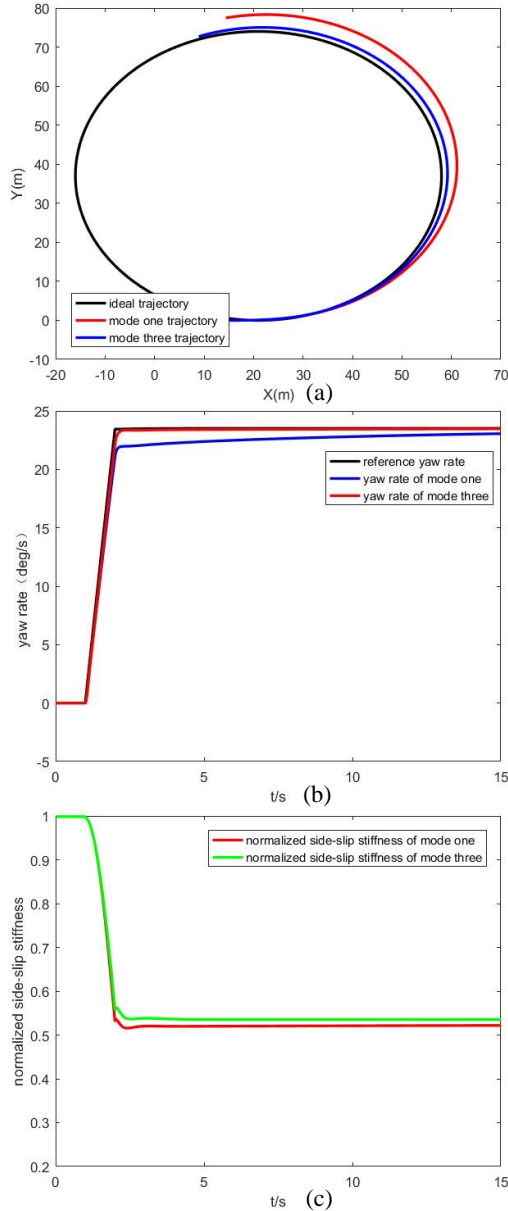 80
70
60
50
40
30
20
10
0
-10
Y(m)
ideal trajectory
mode one trajectory
mode three trajectory
-20 -10 0 10 20 30 40 50 60 70
X(m) (a)
25
20
15
10
5
0
-5
yaw rate（deg/s）
reference yaw rate
yaw rate of mode one
yaw rate of mode three
0 5 10 15
t/s (b)
1
0.9
0.8
0.7
0.6
0.5
0.4
0.3
0.2
normalized side-slip stiffness
normalized side-slip stiffness of mode one
normalized side-slip stiffness of mode three
0 5 10 15
t/s (c)